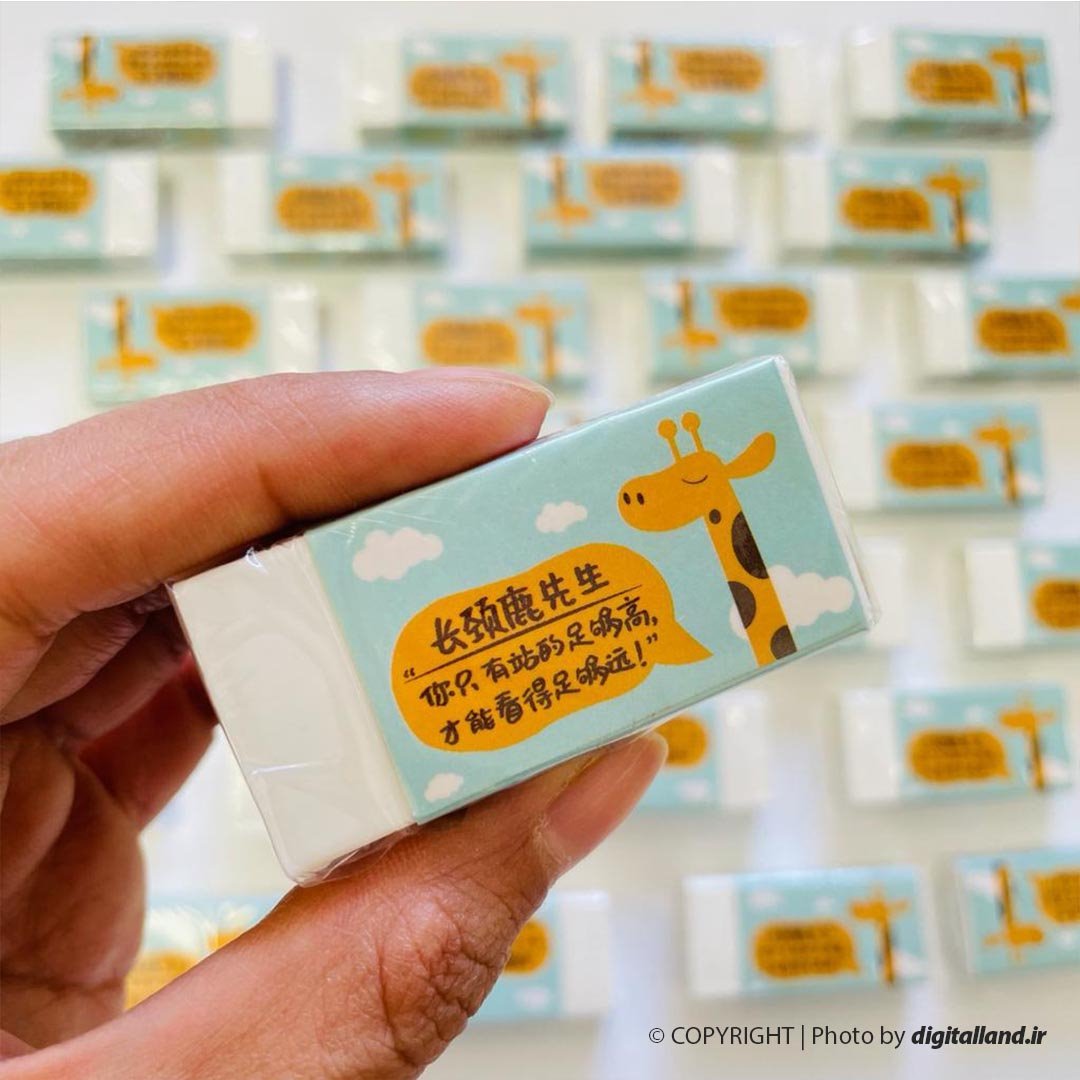 长颈鹿先生
“你只有站的足够高,
才能看得足够远!”
© COPYRIGHT | Photo by digitalland.ir